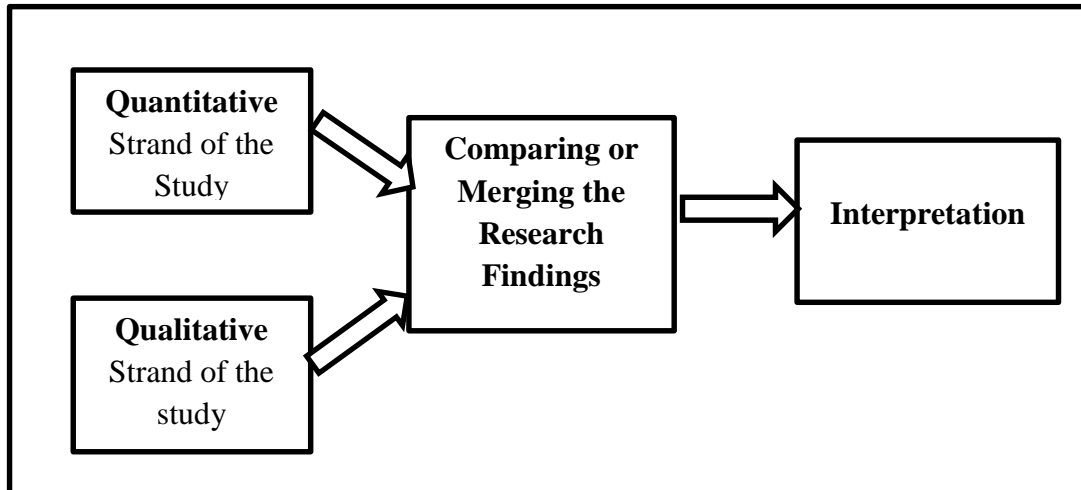 Quantitative
Strand of the
Study
Qualitative
Strand of the
study
Comparing or
Merging the
Research
Findings
Interpretation